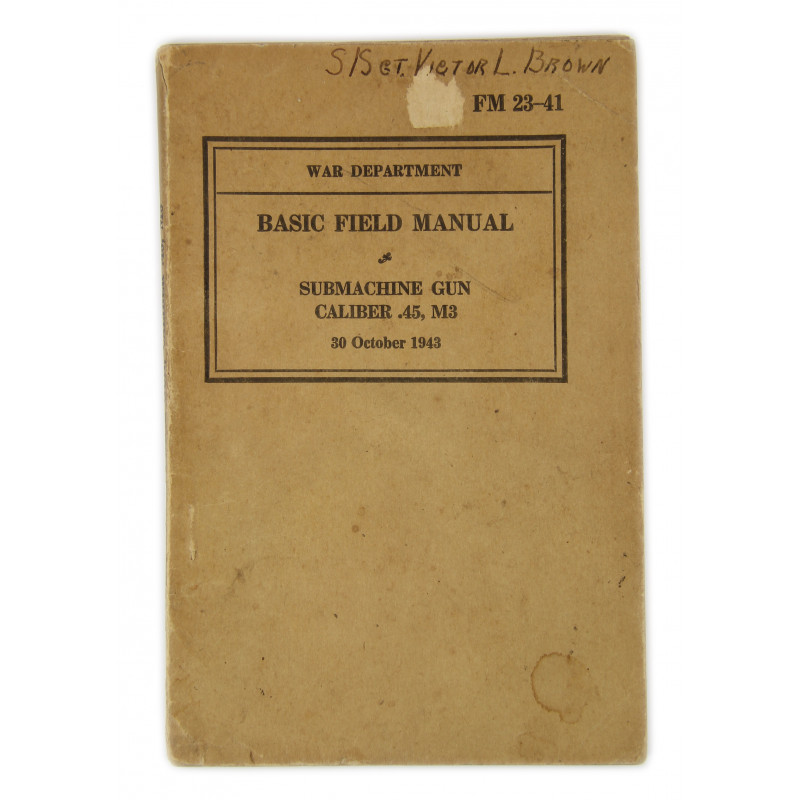 S/SGT. VICTOR L. BROWN
FM 23-41
WAR DEPARTMENT
BASIC FIELD MANUAL
SUBMACHINE GUN
CALIBER .45, M3
30 October 1943